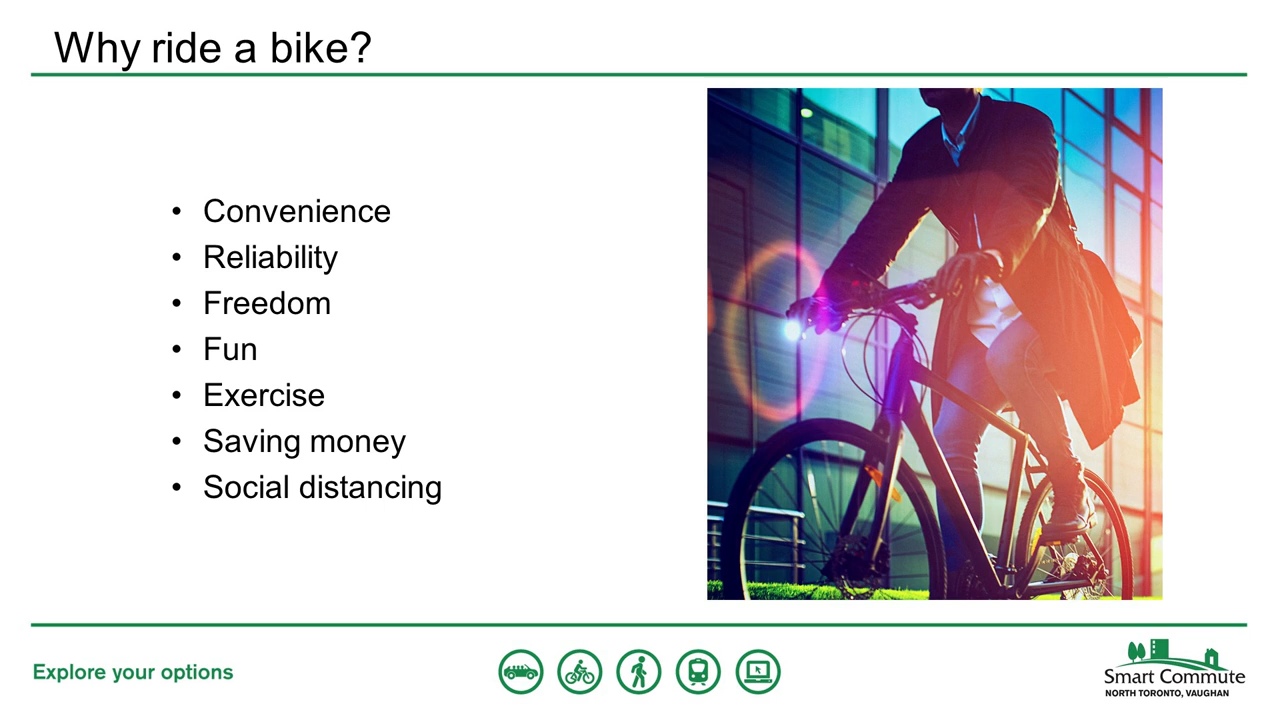 Why ride a bike?
• Convenience
• Reliability
• Freedom
• Fun
• Exercise
• Saving money
• Social distancing
Explore your options
Smart Commute
NORTH TORONTO, VAUGHAN